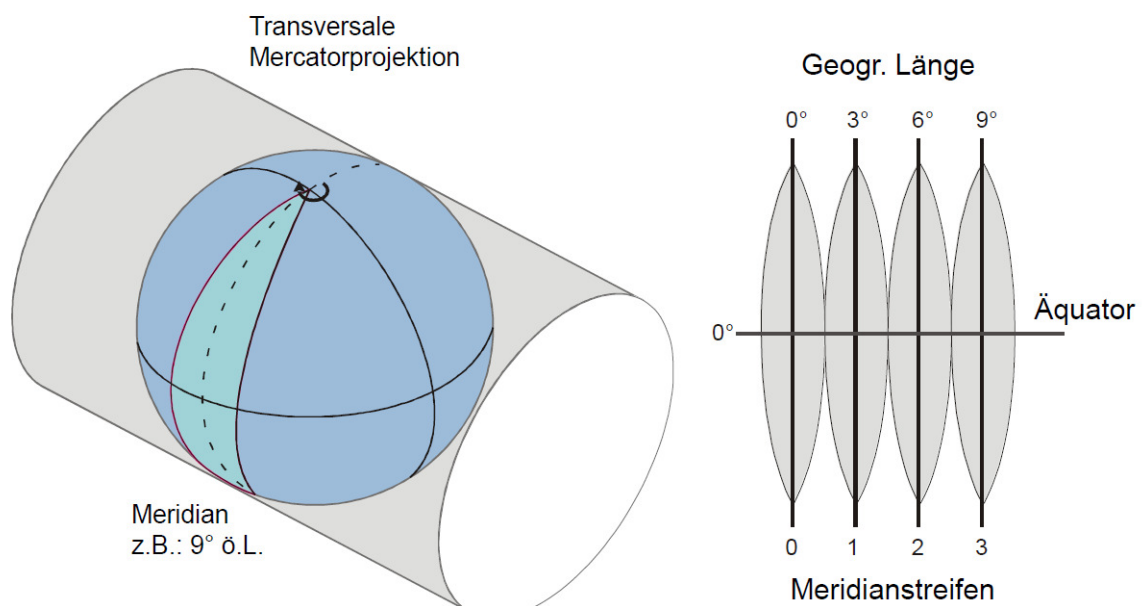 Transversale
Mercatorprojektion
Meridian
z.B.: 9° ö.L.
Geogr. Länge
0° 3° 6° 9°
Äquator
0°
0 1 2 3
Meridianstreifen